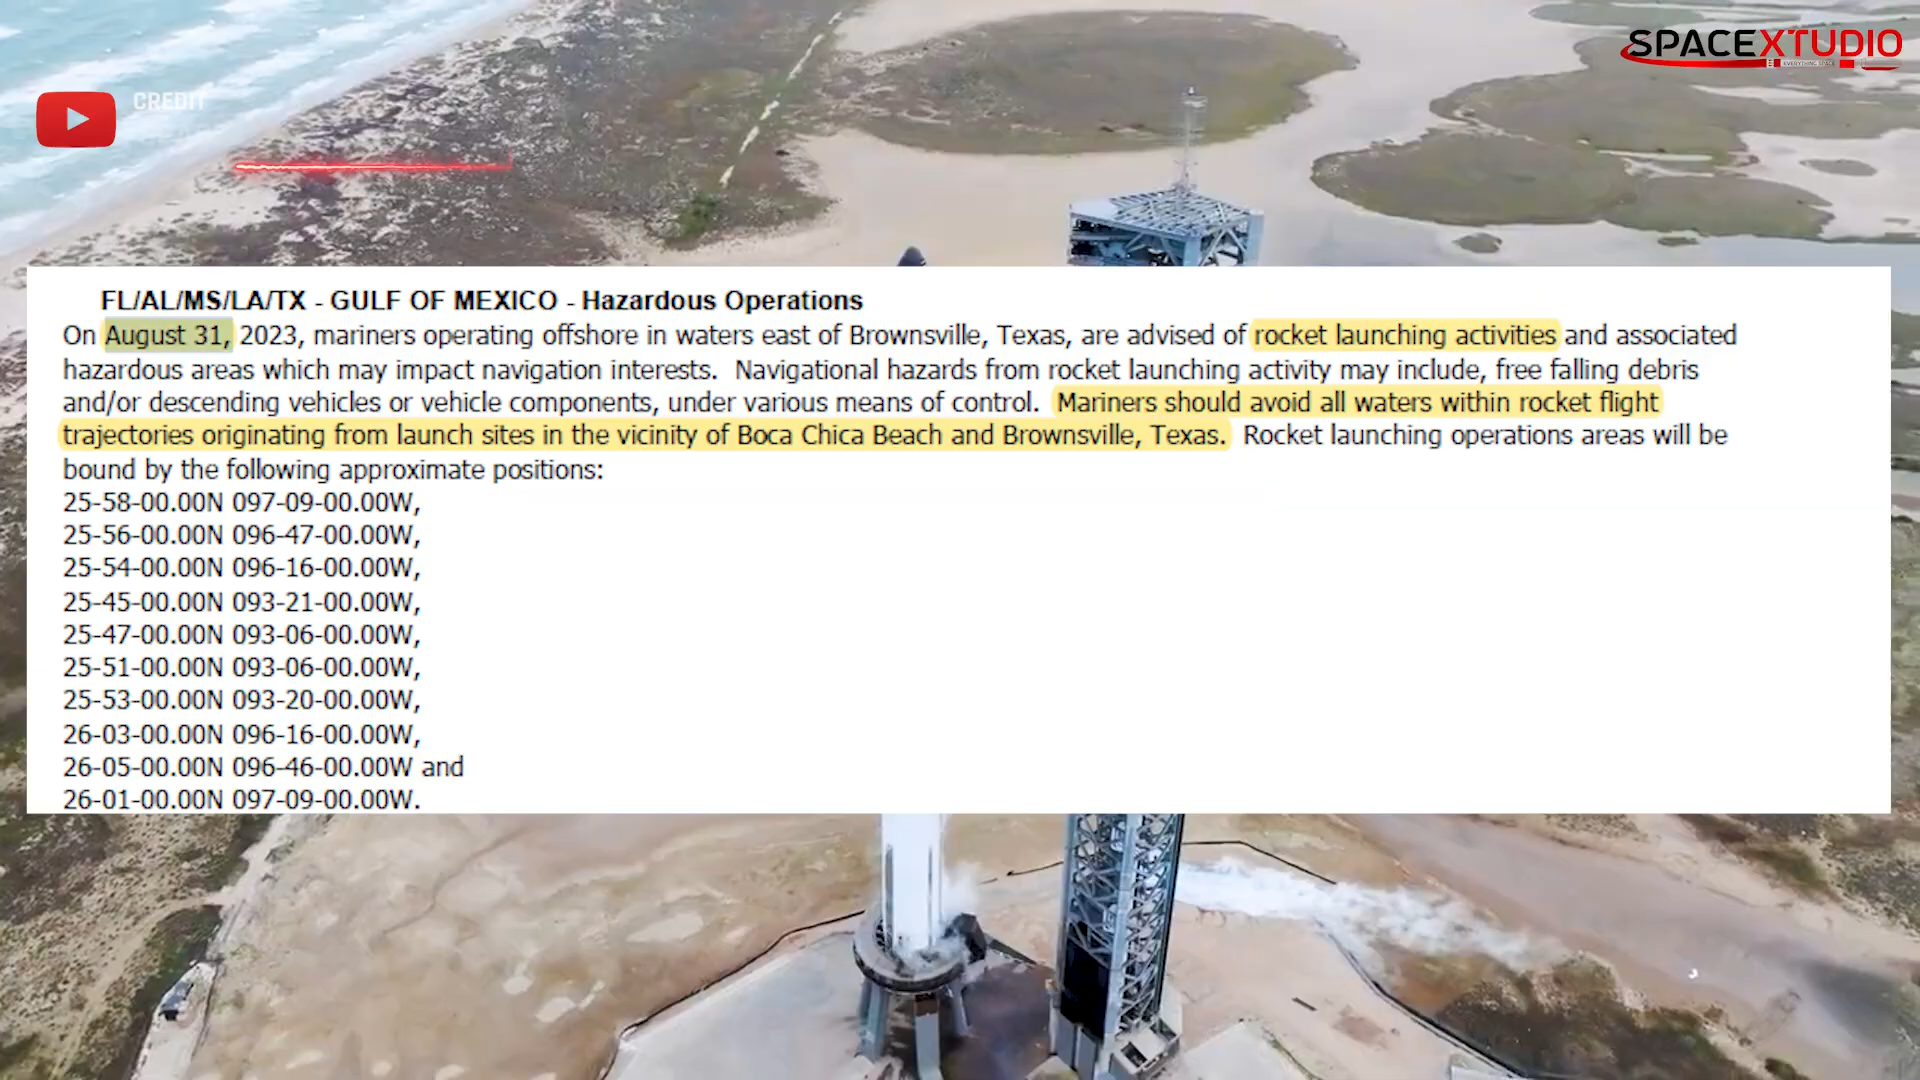 SPACEXTUDIO
EVERYTHING SPACE
CREDIT
FL/AL/MS/LA/TX - GULF OF MEXICO - Hazardous Operations
On August 31, 2023, mariners operating offshore in waters east of Brownsville, Texas, are advised of rocket launching activities and associated
hazardous areas which may impact navigation interests.  Navigational hazards from rocket launching activity may include, free falling debris
and/or descending vehicles or vehicle components, under various means of control.  Mariners should avoid all waters within rocket flight
trajectories originating from launch sites in the vicinity of Boca Chica Beach and Brownsville, Texas.  Rocket launching operations areas will be
bound by the following approximate positions:
25-58-00.00N 097-09-00.00W,
25-56-00.00N 096-47-00.00W,
25-54-00.00N 096-16-00.00W,
25-45-00.00N 093-21-00.00W,
25-47-00.00N 093-06-00.00W,
25-51-00.00N 093-06-00.00W,
25-53-00.00N 093-20-00.00W,
26-03-00.00N 096-16-00.00W,
26-05-00.00N 096-46-00.00W and
26-01-00.00N 097-09-00.00W.